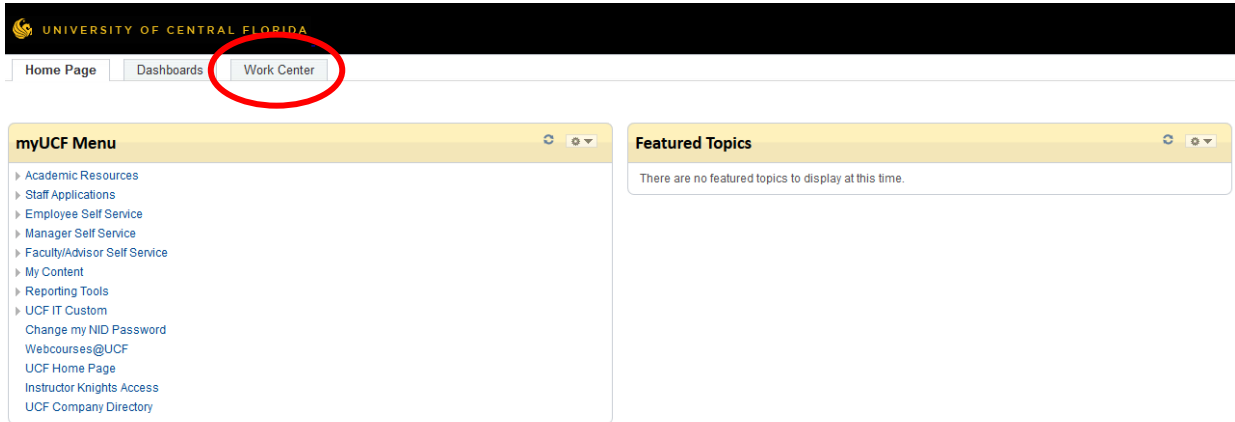 UNIVERSITY OF CENTRAL FLORIDA
Home Page Dashboards Work Center
myUCF Menu
Academic Resources
Staff Applications
Employee Self Service
Manager Self Service
Faculty/Advisor Self Service
My Content
Reporting Tools
UCF IT Custom
Change my NID Password
Webcourses@UCF
UCF Home Page
Instructor Knights Access
UCF Company Directory
Featured Topics
There are no featured topics to display at this time.